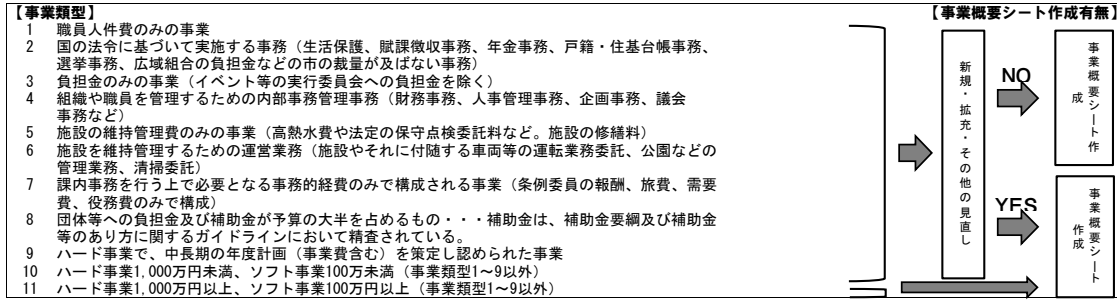 【事業類型】
【事業概要シート作成有無】
1 職員人件費のみの事業
2 国の法令に基づいて実施する事務（生活保護、賦課徴収事務、年金事務、戸籍・住基台帳事務、
選挙事務、広域組合の負担金などの市の裁量が及ばない事務）
3 負担金のみの事業（イベント等の実行委員会への負担金を除く）
4 組織や職員を管理するための内部事務管理事務（財務事務、人事管理事務、企画事務、議会
事務など）
5 施設の維持管理費のみの事業（高熱水費や法定の保守点検委託料など。施設の修繕料）
6 施設を維持管理するための運営業務（施設やそれに付随する車両等の運転業務委託、公園などの
管理業務、清掃委託）
7 課内事務を行う上で必要となる事務的経費のみで構成される事業（条例委員の報酬、旅費、需要
費、役務費のみで構成）
8 団体等への負担金及び補助金が予算の大半を占めるもの・・・補助金は、補助金要綱及び補助金
等のあり方に関するガイドラインにおいて精査されている。
9 ハード事業で、中長期の年度計画（事業費含む）を策定し認められた事業
10 ハード事業1,000万円未満、ソフト事業100万未満（事業類型1～9以外）
11 ハード事業1,000万円以上、ソフト事業100万円以上（事業類型1～9以外）
新規・拡充・その他の見直し
NO
事業概要シート作
成
YES
事業概要シート
作成